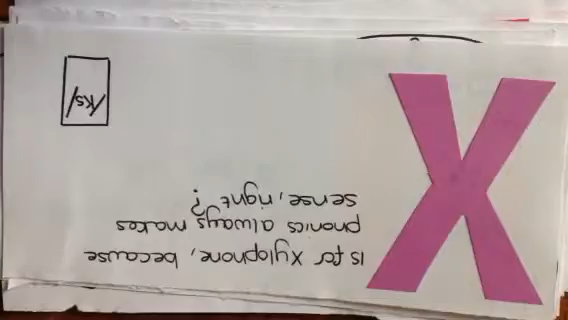 X
is for Xylophone, because
phonics always makes
sense, right?
/ks/